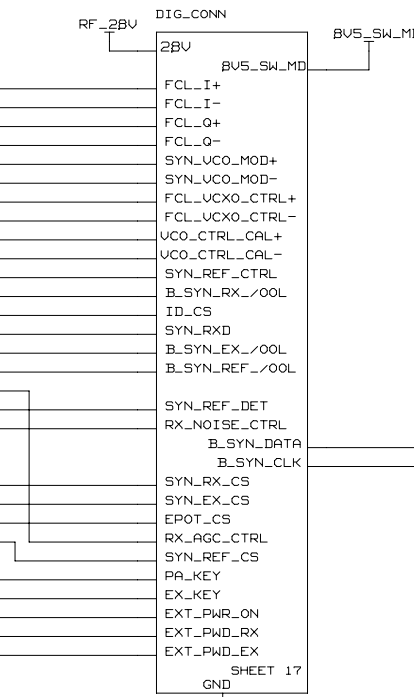 DIG_CONN
RF_28V
8V5_SW_MD
28V
8V5_SW_MD
FCL_I+
FCL_I-
FCL_Q+
FCL_Q-
SYN_VCO_MOD+
SYN_VCO_MOD-
FCL_VCXO_CTRL+
FCL_VCXO_CTRL-
VCO_CTRL_CAL+
VCO_CTRL_CAL-
SYN_REF_CTRL
B_SYN_RX_/OOL
ID_CS
SYN_RXD
B_SYN_EX_/OOL
B_SYN_REF_/OOL
SYN_REF_DET
RX_NOISE_CTRL
B_SYN_DATA
B_SYN_CLK
SYN_RX_CS
SYN_EX_CS
EPOT_CS
RX_AGC_CTRL
SYN_REF_CS
PA_KEY
EX_KEY
EXT_PWR_ON
EXT_PWD_RX
EXT_PWD_EX
SHEET 17
GND